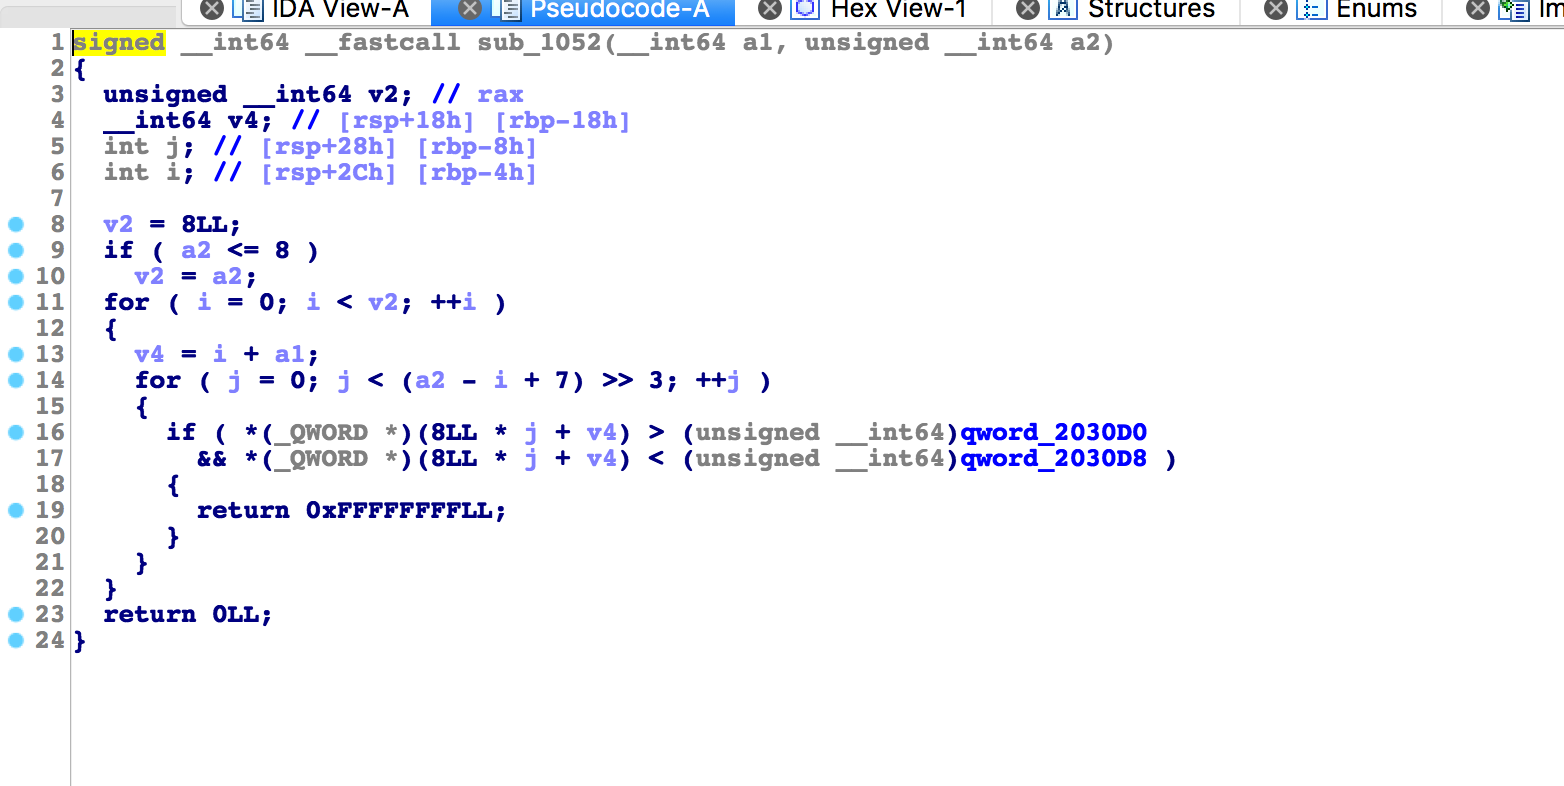 IDA View-A Pseudocode-A Hex View-1 Structures Enums Im
1 signed __int64 __fastcall sub_1052(__int64 a1, unsigned __int64 a2)
2 {
3 unsigned __int64 v2; // rax
4 __int64 v4; // [rsp+18h] [rbp-18h]
5 int j; // [rsp+28h] [rbp-8h]
6 int i; // [rsp+2Ch] [rbp-4h]
7
8 v2 = 8LL;
9 if ( a2 <= 8 )
10 v2 = a2;
11 for ( i = 0; i < v2; ++i )
12 {
13 v4 = i + a1;
14 for ( j = 0; j < (a2 - i + 7) >> 3; ++j )
15 {
16 if ( *(_QWORD *)(8LL * j + v4) > (unsigned __int64)qword_2030D0
17 && *(_QWORD *)(8LL * j + v4) < (unsigned __int64)qword_2030D8 )
18 {
19 return 0xFFFFFFFFLL;
20 }
21 }
22 }
23 return 0LL;
24 }